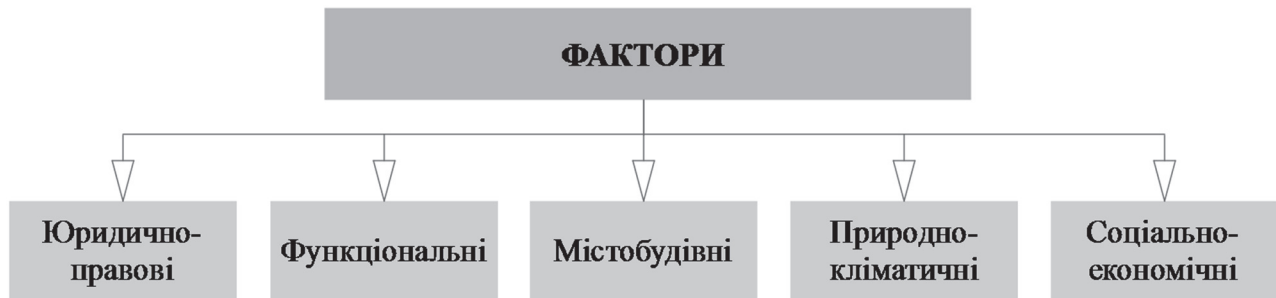 ФАКТОРИ
Юридично-
правові
Функціональні
Містобудівні
Природно-
кліматичні
Соціально-
економічні